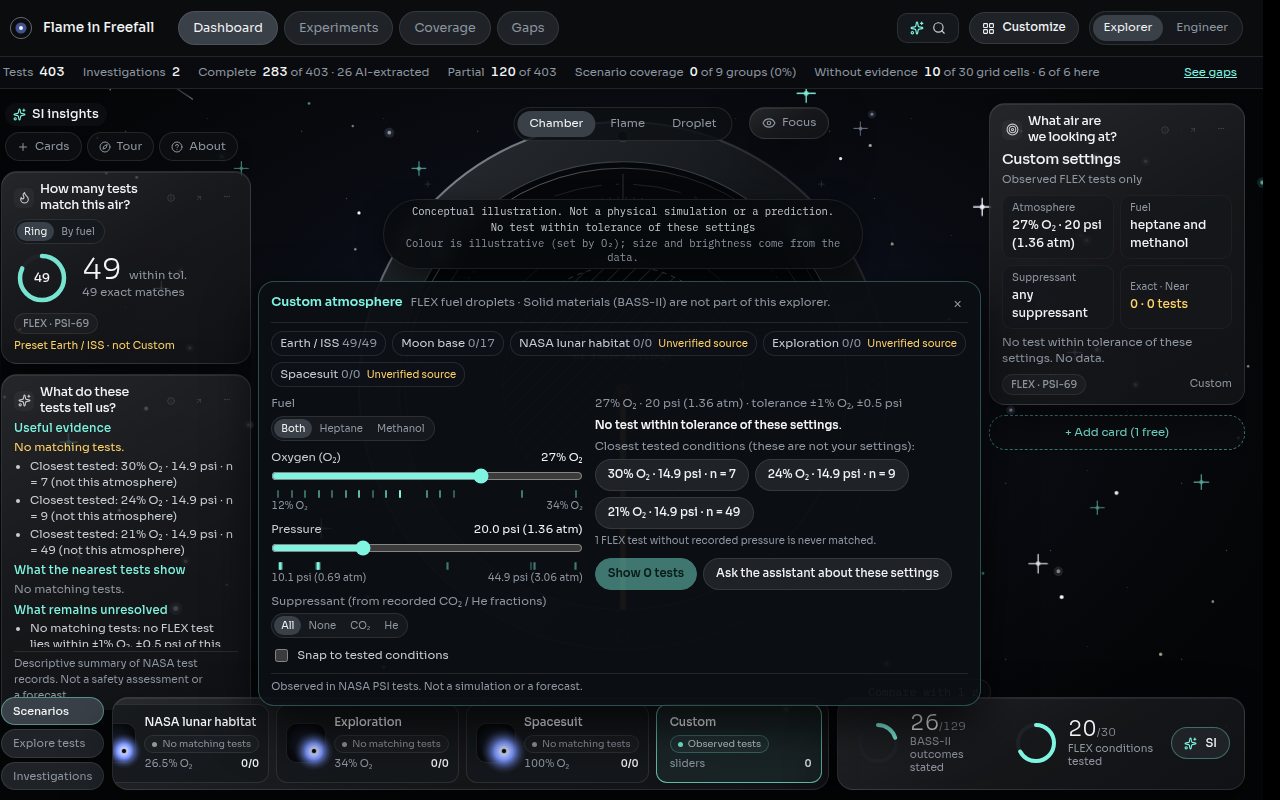 Flame in Freefall
Dashboard
Experiments
Coverage
Gaps
Customize
Explorer
Engineer
Tests 403
Investigations 2
Complete 283 of 403 · 26 AI-extracted
Partial 120 of 403
Scenario coverage 0 of 9 groups (0%)
Without evidence 10 of 30 grid cells · 6 of 6 here
See gaps
SI Insights
+ Cards
Tour
About
How many tests
match this air?
Ring
By fuel
49
49 within tol.
49 exact matches
FLEX · PSI-69
Preset Earth / ISS · not Custom
What do these
tests tell us?
Useful evidence
No matching tests.
• Closest tested: 30% O₂ · 14.9 psi · n
= 7 (not this atmosphere)
• Closest tested: 24% O₂ · 14.9 psi · n
= 9 (not this atmosphere)
• Closest tested: 21% O₂ · 14.9 psi · n
= 49 (not this atmosphere)
What the nearest tests show
No matching tests.
What remains unresolved
• No matching tests: no FLEX test
lies within ±1% O₂, ±0.5 psi of this
Descriptive summary of NASA test
records. Not a safety assessment or
a forecast.
Chamber
Flame
Droplet
Focus
Conceptual illustration. Not a physical simulation or a prediction.
No test within tolerance of these settings
Colour is illustrative (set by O₂); size and brightness come from the
data.
Custom atmosphere FLEX fuel droplets · Solid materials (BASS-II) are not part of this explorer.
×
Earth / ISS 49/49
Moon base 0/17
NASA lunar habitat 0/0 Unverified source
Exploration 0/0 Unverified source
Spacesuit 0/0 Unverified source
Fuel
Both
Heptane
Methanol
Oxygen (O₂)
27% O₂
12% O₂
34% O₂
Pressure
20.0 psi (1.36 atm)
10.1 psi (0.69 atm)
44.9 psi (3.06 atm)
Suppressant (from recorded CO₂ / He fractions)
All
None
CO₂
He
Snap to tested conditions
27% O₂ · 20 psi (1.36 atm) · tolerance ±1% O₂, ±0.5 psi
No test within tolerance of these settings.
Closest tested conditions (these are not your settings):
30% O₂ · 14.9 psi · n = 7
24% O₂ · 14.9 psi · n = 9
21% O₂ · 14.9 psi · n = 49
1 FLEX test without recorded pressure is never matched.
Show 0 tests
Ask the assistant about these settings
Observed in NASA PSI tests. Not a simulation or a forecast.
What air are
we looking at?
Custom settings
Observed FLEX tests only
Atmosphere
27% O₂ · 20 psi
(1.36 atm)
Fuel
heptane and
methanol
Suppressant
any
suppressant
Exact · Near
0 · 0 tests
No test within tolerance of these
settings. No data.
FLEX · PSI-69
Custom
+ Add card (1 free)
Scenarios
Explore tests
Investigations
NASA lunar habitat
No matching tests
26.5% O₂
0/0
Exploration
No matching tests
34% O₂
0/0
Spacesuit
No matching tests
100% O₂
0/0
Custom
Observed tests
sliders
0
Compare with 1
26/129
BASS-II
outcomes
stated
20/30
FLEX conditions
tested
SI